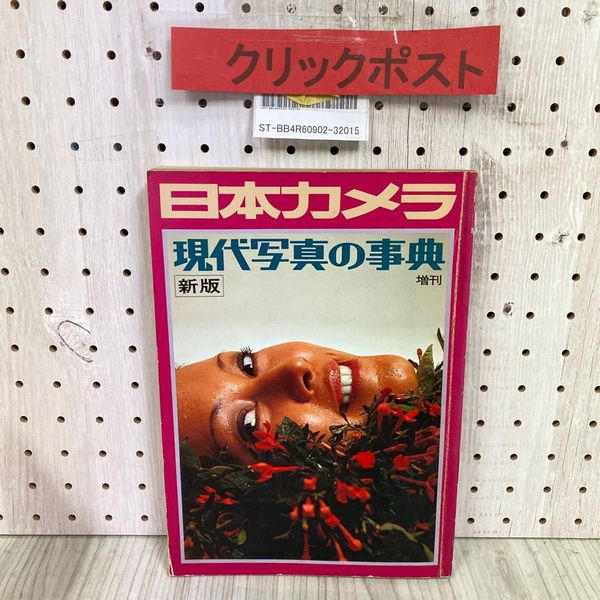 クリックポスト
ST-BB4R60902-32015
日本カメラ
現代写真の事典
新版
増刊